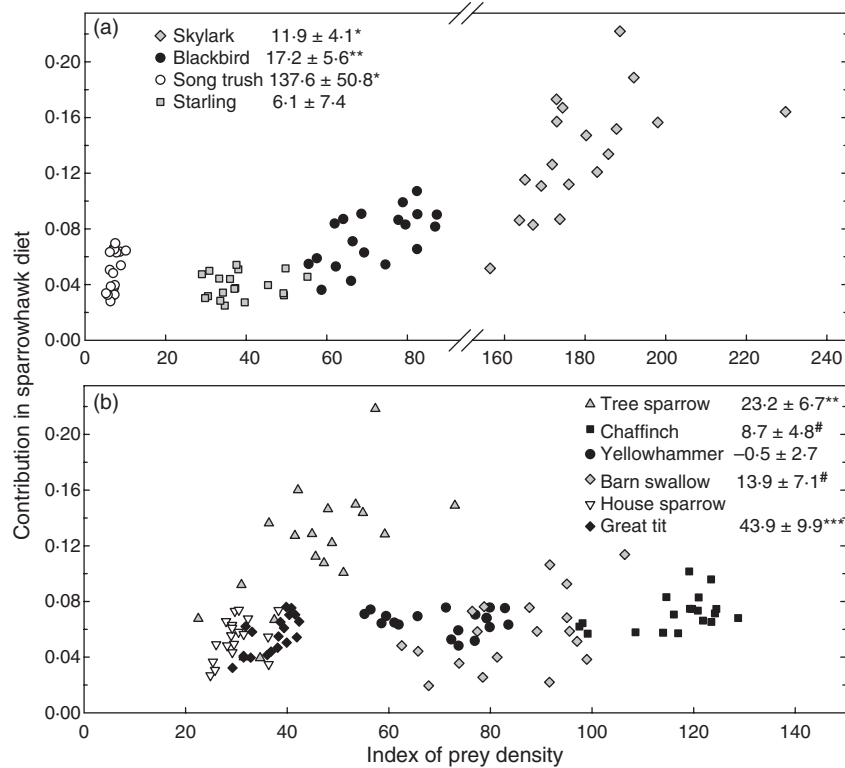 (a)
Skylark 11·9 ± 4·1*
Blackbird 17·2 ± 5·6**
Song trush 137·6 ± 50·8*
Starling 6·1 ± 7·4
0·20
0·16
0·12
0·08
0·04
0·00
0 20 40 60 80 160 180 200 220 240
Contribution in sparrowhawk diet
(b)
Tree sparrow 23·2 ± 6·7**
Chaffinch 8·7 ± 4·8#
Yellowhammer –0·5 ± 2·7
Barn swallow 13·9 ± 7·1#
House sparrow
Great tit 43·9 ± 9·9***
0·20
0·16
0·12
0·08
0·04
0·00
0 20 40 60 80 100 120 140
Index of prey density